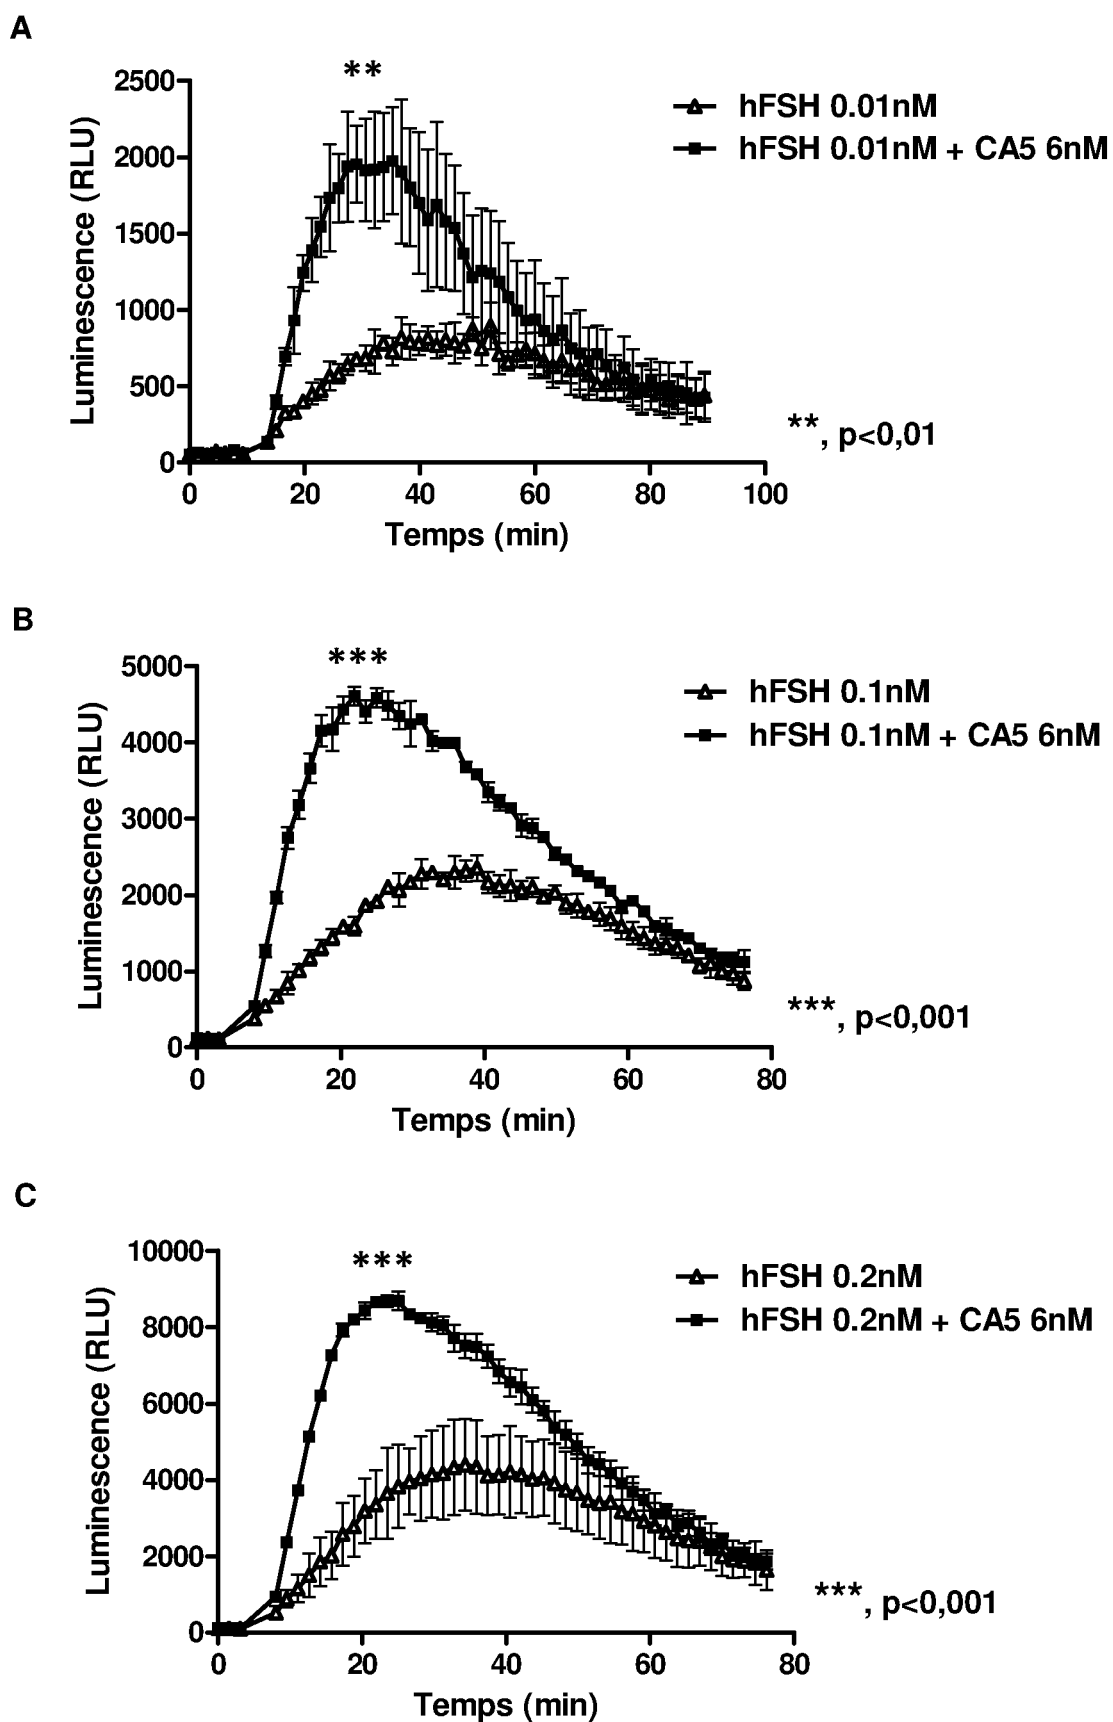 A
**
2500
2000
1500
1000
500
0
Luminescence (RLU)
0 20 40 60 80 100
Temps (min)
hFSH 0.01nM
hFSH 0.01nM + CA5 6nM
**, p<0,01
B
***
5000
4000
3000
2000
1000
0
Luminescence (RLU)
0 20 40 60 80
Temps (min)
hFSH 0.1nM
hFSH 0.1nM + CA5 6nM
***, p<0,001
C
***
10000
8000
6000
4000
2000
0
Luminescence (RLU)
0 20 40 60 80
Temps (min)
hFSH 0.2nM
hFSH 0.2nM + CA5 6nM
***, p<0,001